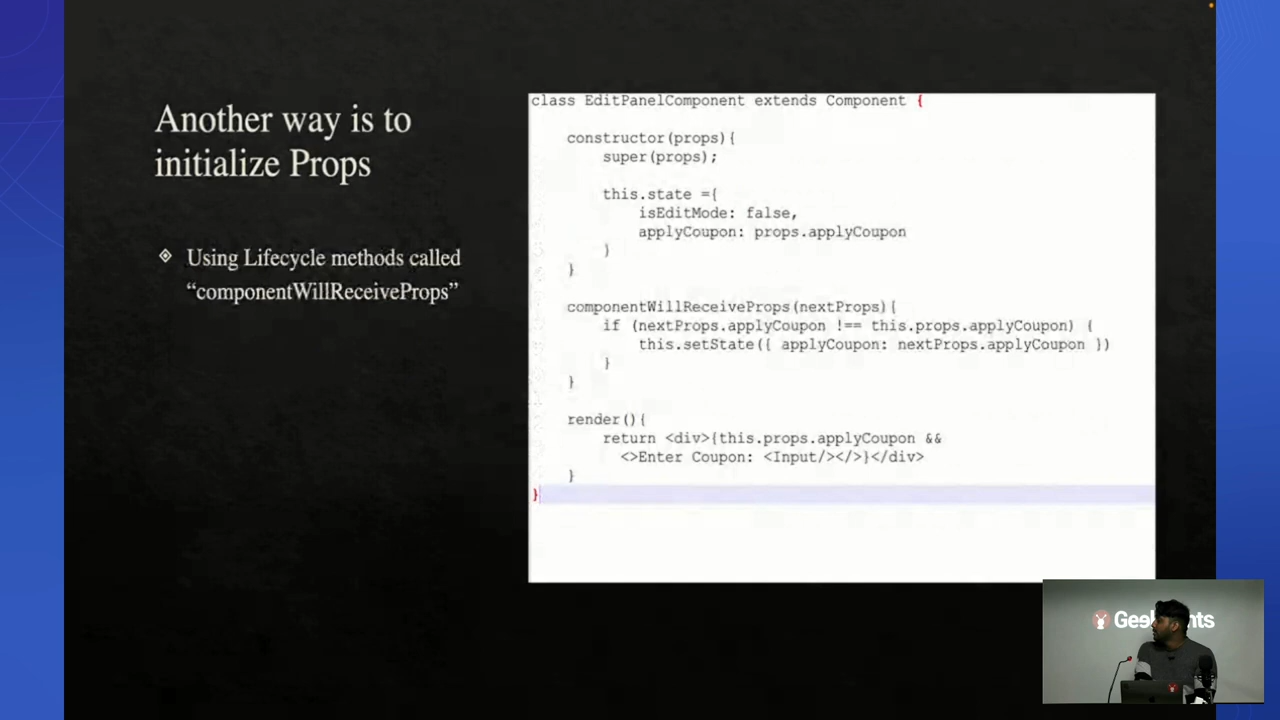 Another way is to
initialize Props
Using Lifecycle methods called
“componentWillReceiveProps”
class EditPanelComponent extends Component {
constructor(props){
super(props);
this.state ={
isEditMode: false,
applyCoupon: props.applyCoupon
}
}
componentWillReceiveProps(nextProps){
if (nextProps.applyCoupon !== this.props.applyCoupon) {
this.setState({ applyCoupon: nextProps.applyCoupon })
}
}
render(){
return <div>{this.props.applyCoupon &&
<>Enter Coupon: <Input/></>}</div>
}
}